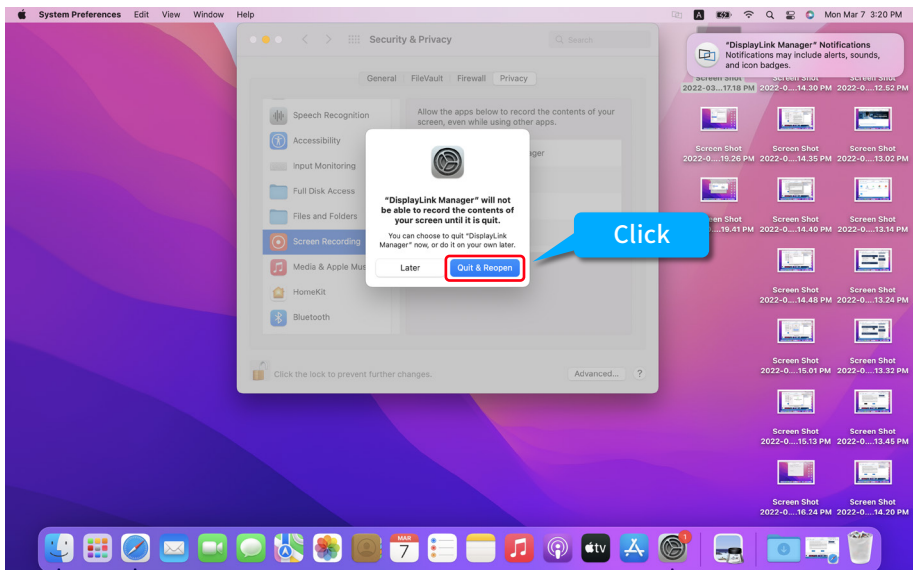 System Preferences Edit View Window Help
A
Mon Mar 7 3:20 PM
Security & Privacy
Search
"DisplayLink Manager" Notifications
Notifications may include alerts, sounds,
and icon badges.
General FileVault Firewall Privacy
Speech Recognition
Accessibility
Input Monitoring
Full Disk Access
Files and Folders
Screen Recording
Media & Apple Mus
HomeKit
Bluetooth
Allow the apps below to record the contents of your
screen, even while using other apps.
ager
"DisplayLink Manager" will not
be able to record the contents of
your screen until it is quit.
You can choose to quit "DisplayLink
Manager" now, or do it on your own later.
Later Quit & Reopen
Click
Click the lock to prevent further changes.
Advanced... ?
Screen Shot Screen Shot Screen Shot
2022-03...17.18 PM 2022-0....14.30 PM 2022-0....12.52 PM
Screen Shot Screen Shot Screen Shot
2022-0....19.26 PM 2022-0....14.35 PM 2022-0....13.02 PM
en Shot Screen Shot Screen Shot
....19.41 PM 2022-0....14.40 PM 2022-0....13.14 PM
Screen Shot Screen Shot
2022-0....14.48 PM 2022-0....13.24 PM
Screen Shot Screen Shot
2022-0....15.01 PM 2022-0....13.32 PM
Screen Shot Screen Shot
2022-0....15.13 PM 2022-0....13.45 PM
Screen Shot Screen Shot
2022-0....16.24 PM 2022-0....14.20 PM
MAR
7
tv
1